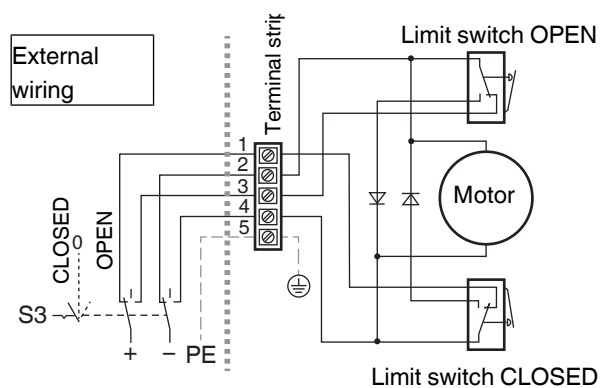 External
wiring
Terminal strip
Limit switch OPEN
1
2
3
4
5
Motor
CLOSED
0
OPEN
S3
+
–
PE
Limit switch CLOSED